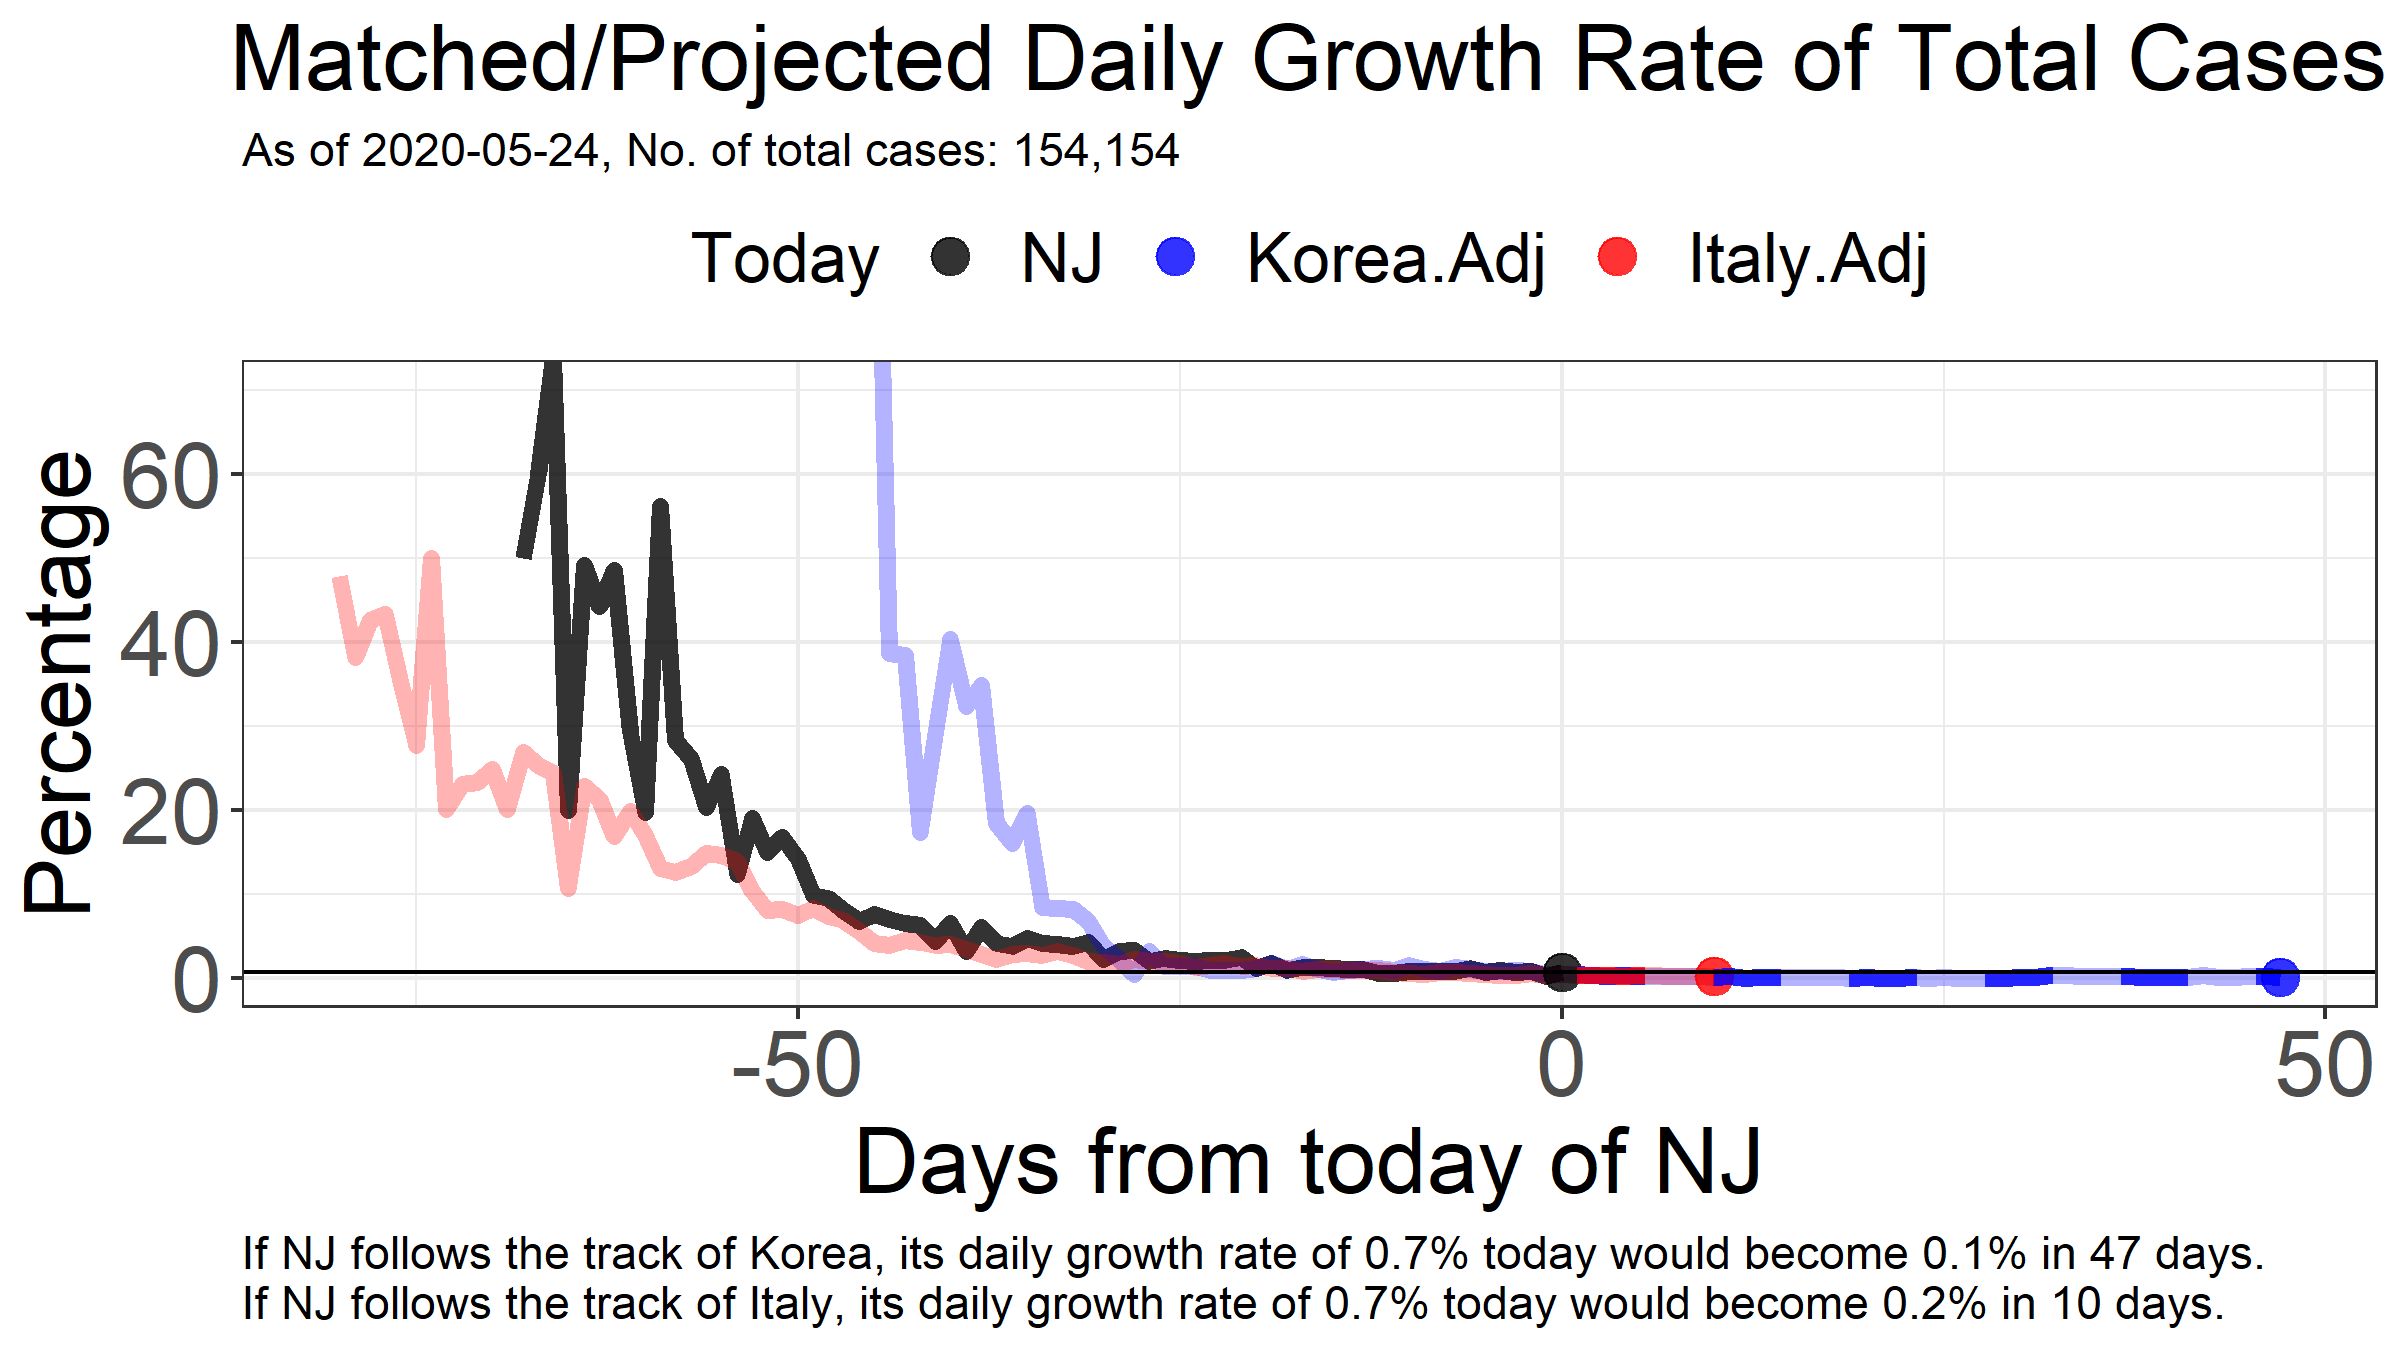 Matched/Projected Daily Growth Rate of Total Cases
As of 2020-05-24, No. of total cases: 154,154
Today NJ Korea.Adj Italy.Adj
Percentage
60
40
20
0
-50 0 50
Days from today of NJ
If NJ follows the track of Korea, its daily growth rate of 0.7% today would become 0.1% in 47 days.
If NJ follows the track of Italy, its daily growth rate of 0.7% today would become 0.2% in 10 days.